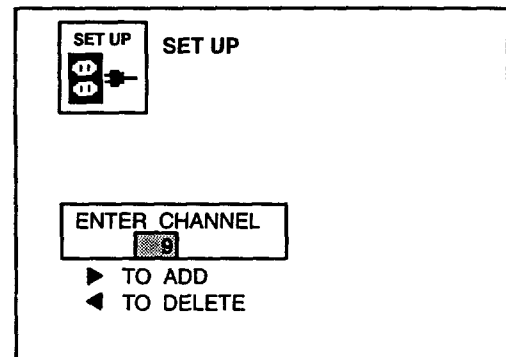 SET UP
SET UP
ENTER CHANNEL
9
▶ TO ADD
◀ TO DELETE